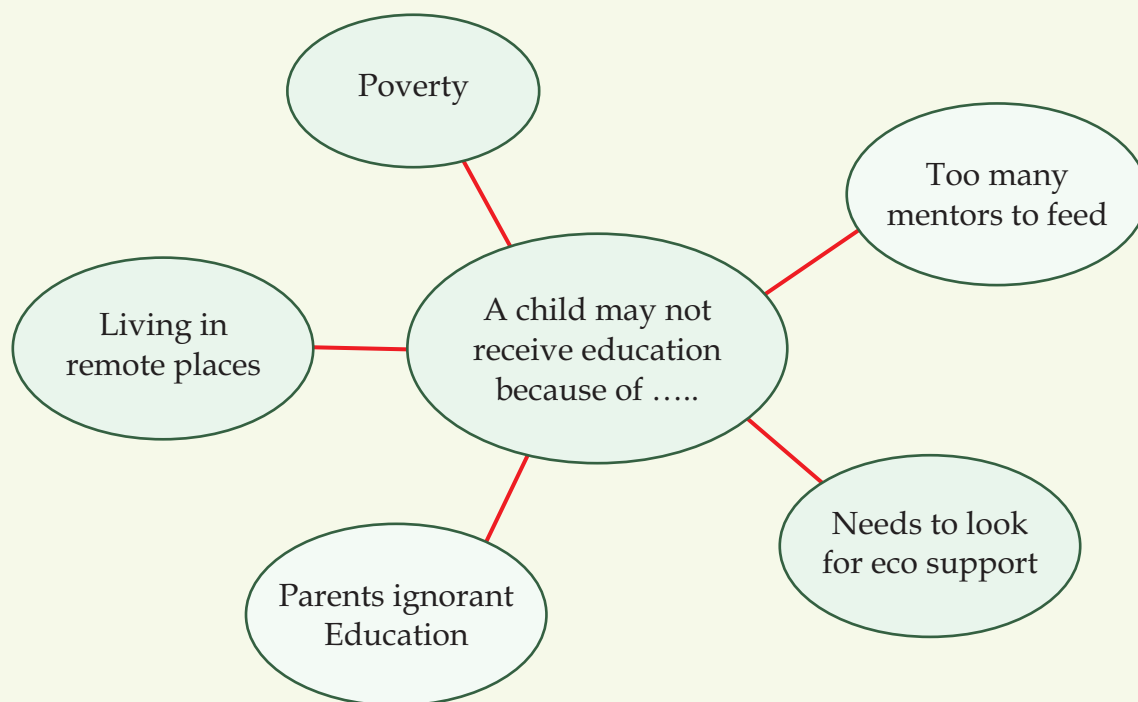 Poverty
Too many
mentors to feed
A child may not
receive education
because of …..
Living in
remote places
Needs to look
for eco support
Parents ignorant
Education